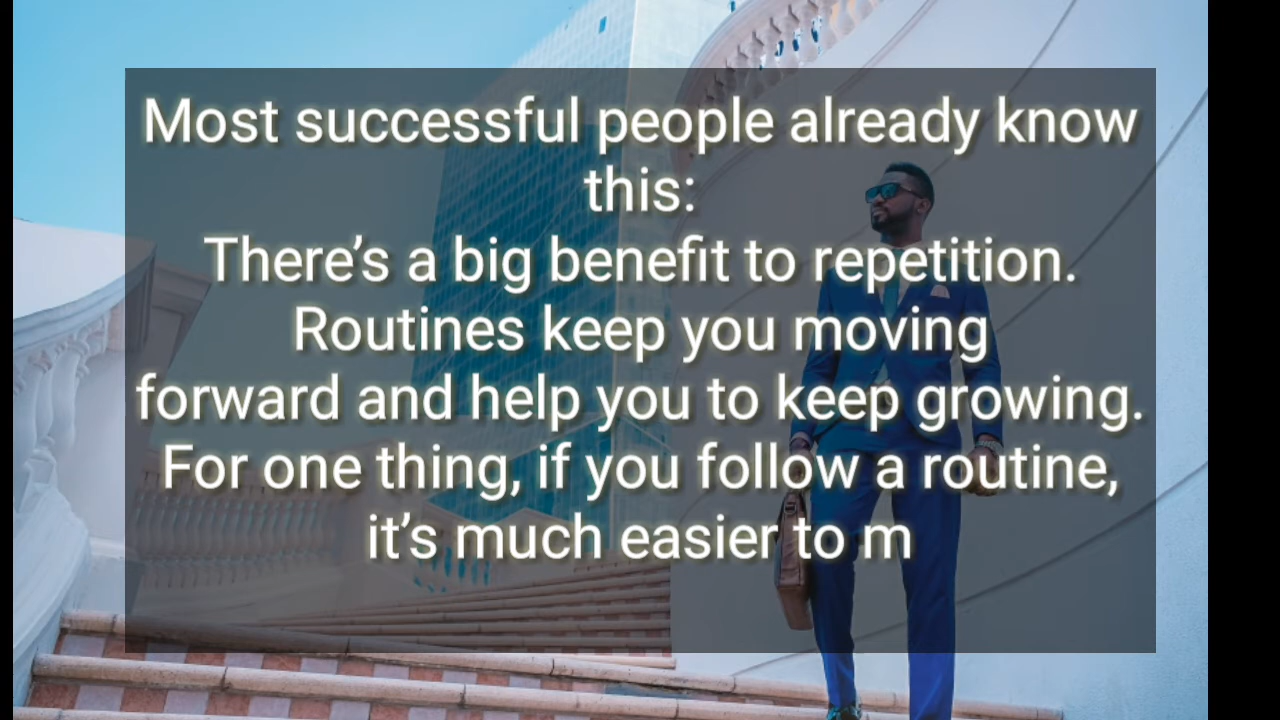 Most successful people already know
this:
There’s a big benefit to repetition.
Routines keep you moving
forward and help you to keep growing.
For one thing, if you follow a routine,
it’s much easier to m